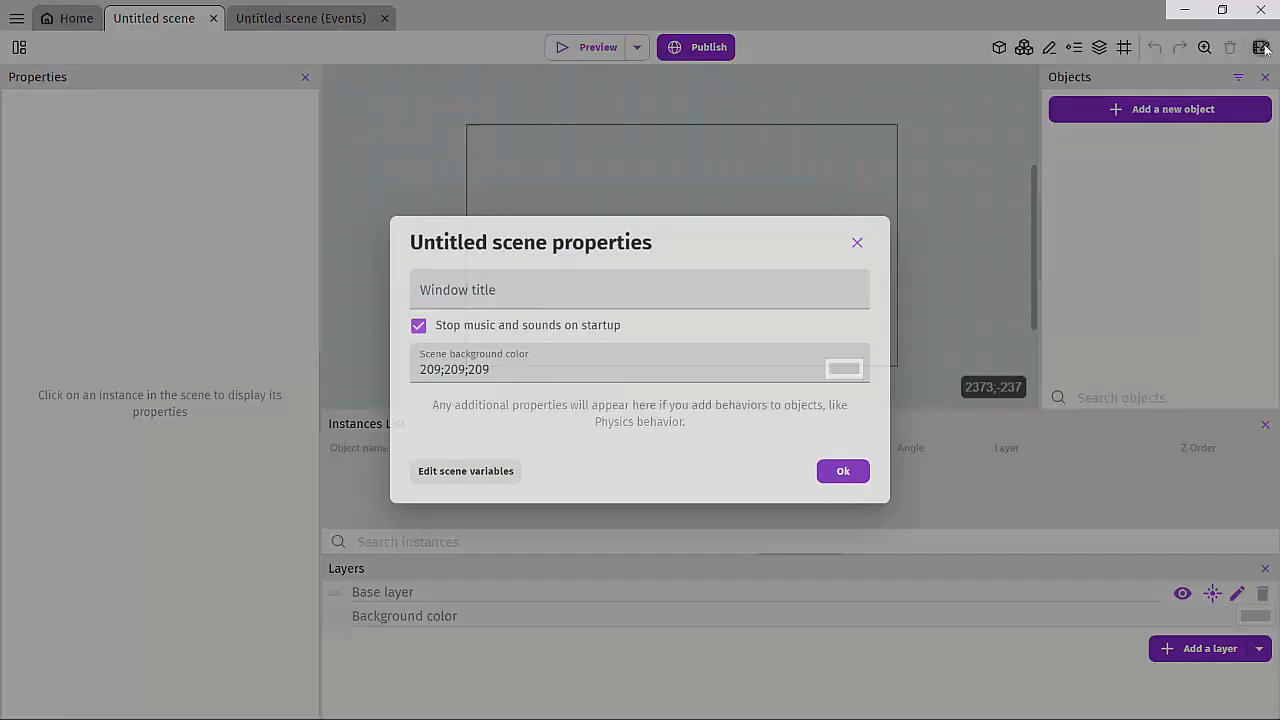 Home
Untitled scene
Untitled scene (Events)
Preview
Publish
Properties
Objects
Add a new object
Click on an instance in the scene to display its
properties
Untitled scene properties
Window title
Stop music and sounds on startup
Scene background color
209;209;209
Any additional properties will appear here if you add behaviors to objects, like
Physics behavior.
Edit scene variables
Ok
2373;-237
Search objects
Instances List
Object name
Angle
Layer
Z Order
Search instances
Layers
Base layer
Background color
Add a layer